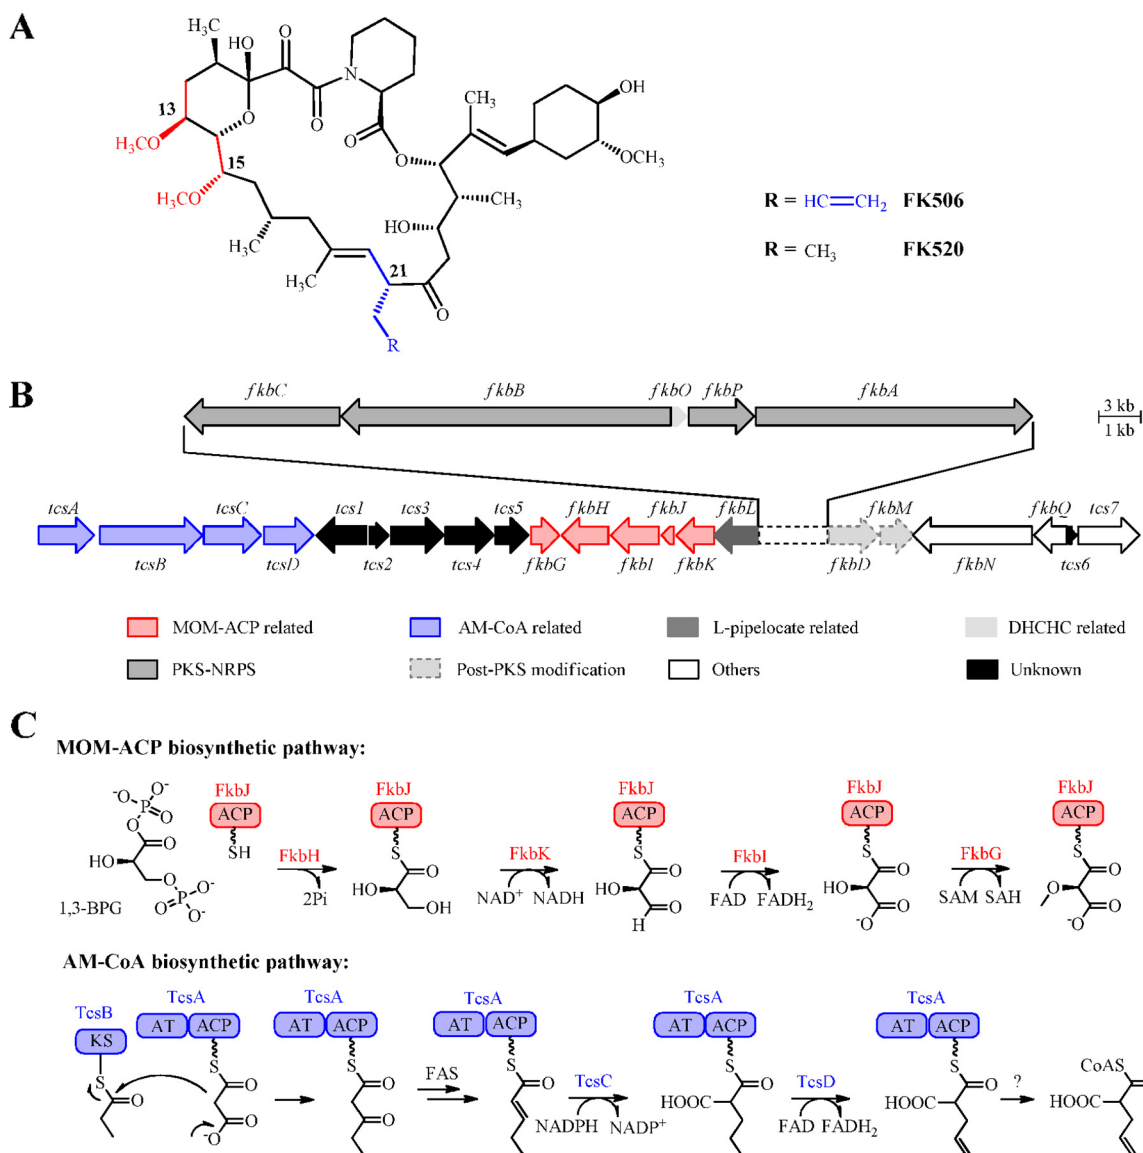 A
H₃C
HO
O
O
N
13
O
H₃C
O
H₃CO
15
O
H₃CO
O
CH₃
OH
OCH₃
CH₃
HO
H₃C
H₃C
21
O
R
R = HC=CH₂ FK506
R = CH₃ FK520
B
fkbC fkbB fkbO fkbP fkbA
3 kb
1 kb
tcsA tcsC tcs1 tcs3 tcs5 fkbH fkbJ fkbL fkbM fkbQ tcs7
tcsB tcsD tcs2 tcs4 fkbG fkbI fkbK fkbD fkbN tcs6
MOM-ACP related AM-CoA related L-pipelocate related DHCHC related
PKS-NRPS Post-PKS modification Others Unknown
C
MOM-ACP biosynthetic pathway:
FkbJ FkbJ FkbJ FkbJ FkbJ
ACP ACP ACP ACP ACP
⁻O O⁻
P
O
O
O
HO
O
P
O⁻
O
O⁻
1,3-BPG
SH
FkbH
2Pi
S
O
HO
OH
FkbK
NAD⁺ NADH
S
O
HO
O
H
FkbI
FAD FADH₂
S
O
HO
O
⁻O
FkbG
SAM SAH
S
O
O
O
⁻O
AM-CoA biosynthetic pathway:
TcsB TcsA TcsA TcsA TcsA TcsA
KS AT ACP AT ACP AT ACP AT ACP AT ACP
S
O
S
O
O
⁻O
S
O
O
FAS
S
O
TcsC
NADPH NADP⁺
S
O
HOOC
TcsD
FAD FADH₂
S
O
HOOC
?
CoAS
HOOC